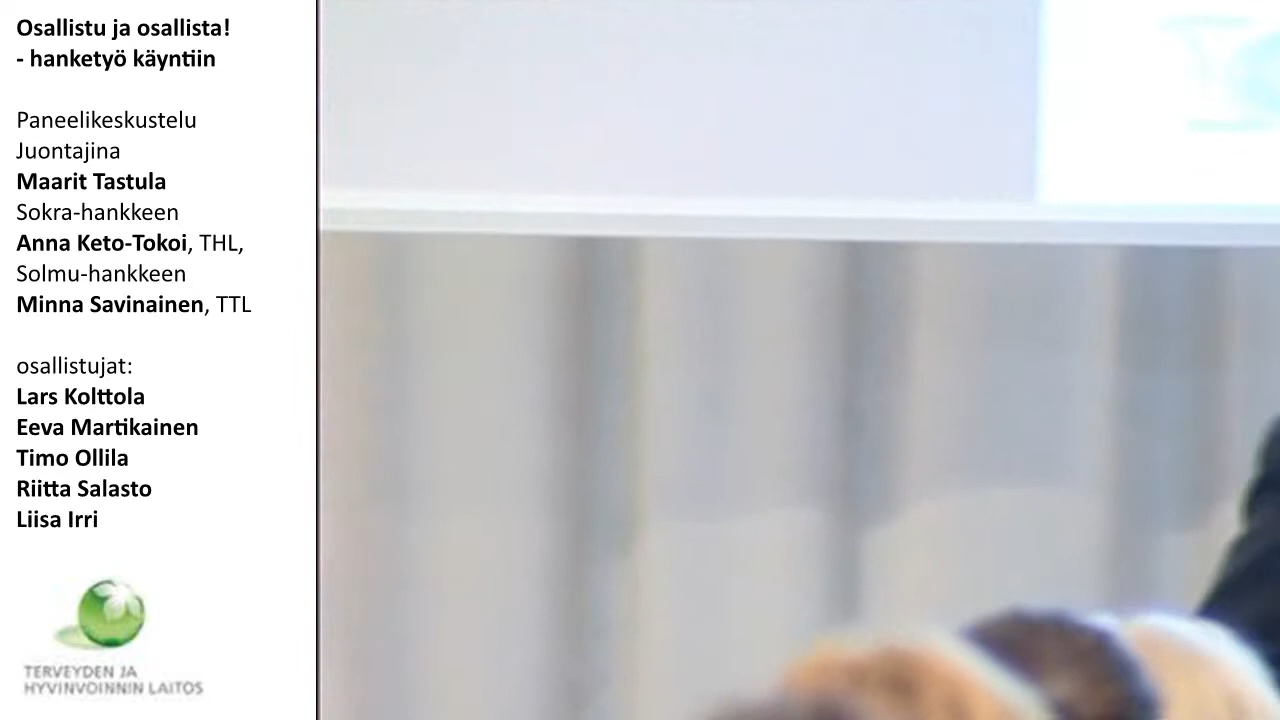 Osallistu ja osallista!
- hanketyö käyntiin
Paneelikeskustelu
Juontajina
Maarit Tastula
Sokra-hankkeen
Anna Keto-Tokoi, THL,
Solmu-hankkeen
Minna Savinainen, TTL
osallistujat:
Lars Kolttola
Eeva Martikainen
Timo Ollila
Riitta Salasto
Liisa Irri
TERVEYDEN JA
HYVINVOINNIN LAITOS